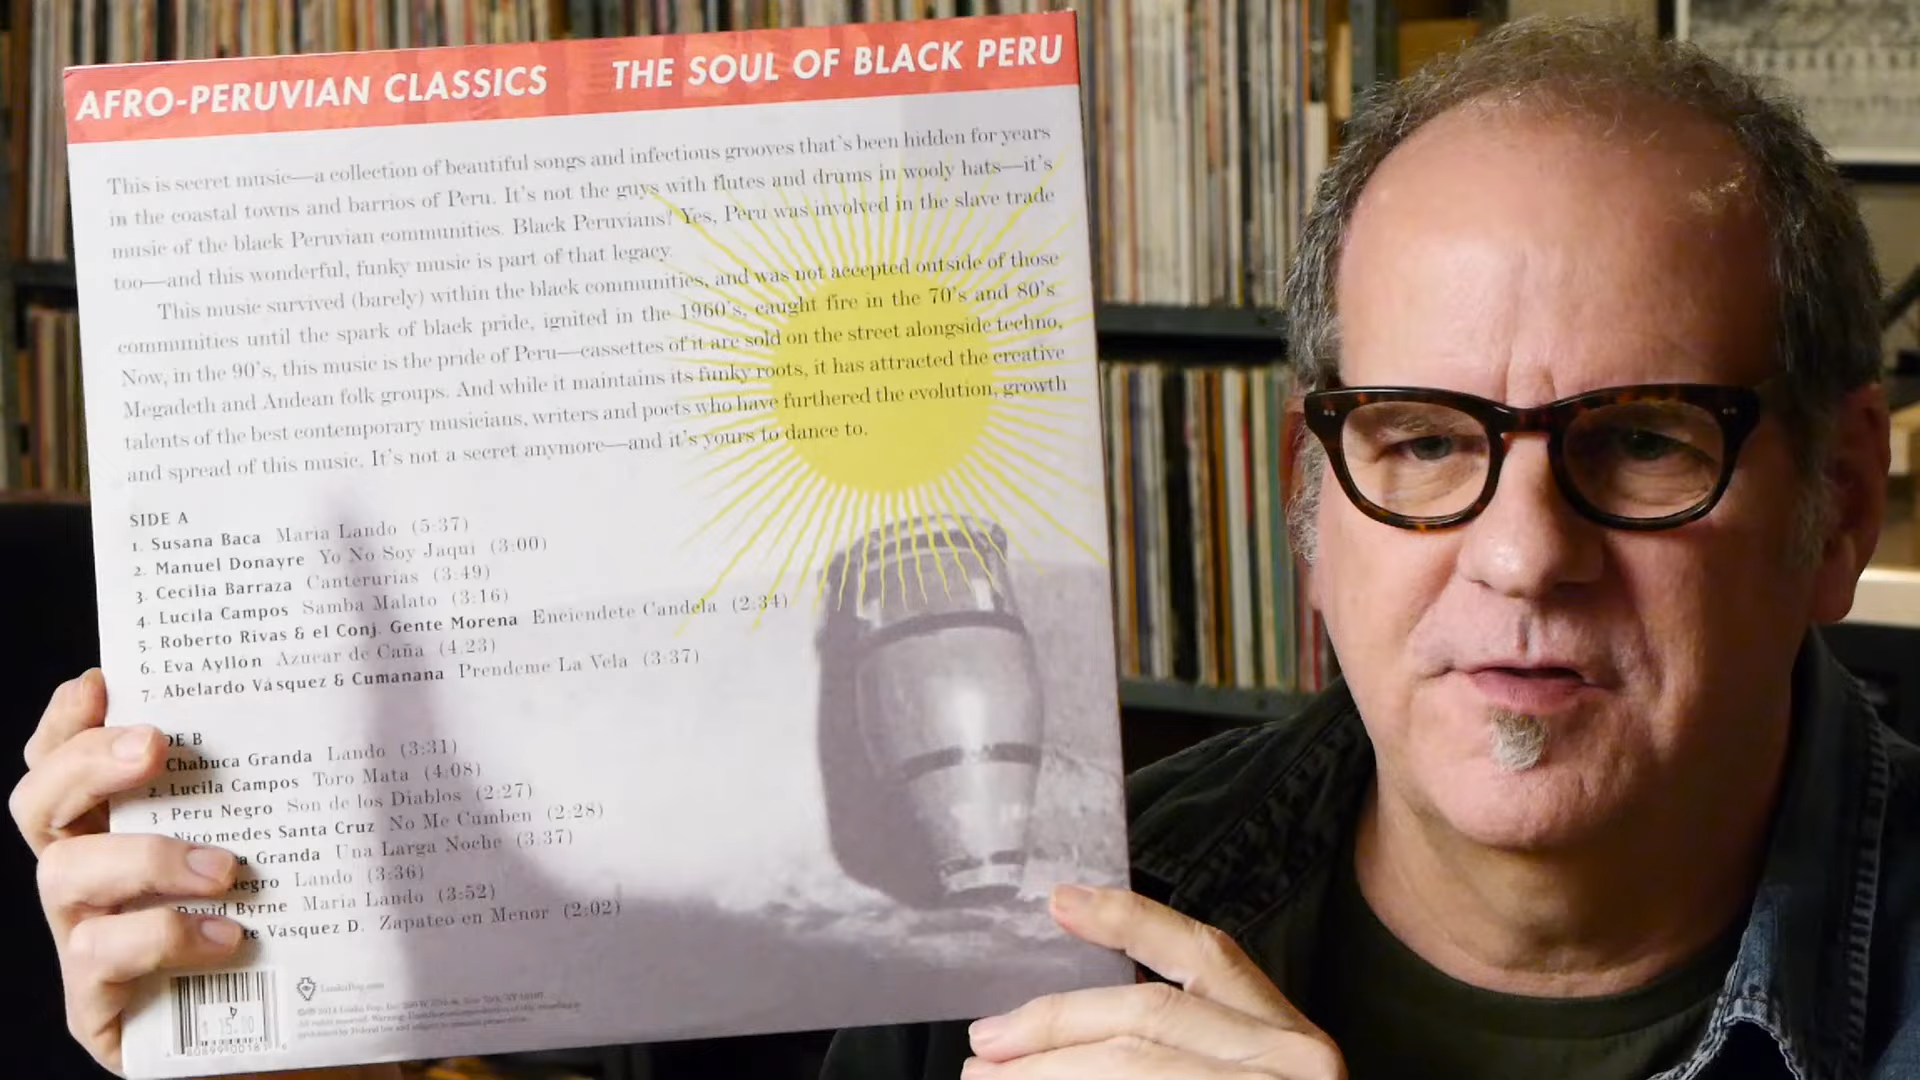 AFRO-PERUVIAN CLASSICS THE SOUL OF BLACK PERU
This is secret music—a collection of beautiful songs and infectious grooves that's been hidden for years
in the coastal towns and barrios of Peru. It's not the guys with flutes and drums in wooly hats—it's
music of the black Peruvian communities. Black Peruvians? Yes, Peru was involved in the slave trade
too—and this wonderful, funky music is part of that legacy.
This music survived (barely) within the black communities, and was not accepted outside of those
communities until the spark of black pride, ignited in the 1960's, caught fire in the 70's and 80's.
Now, in the 90's, this music is the pride of Peru—cassettes of it are sold on the street alongside techno,
Megadeth and Andean folk groups. And while it maintains its funky roots, it has attracted the creative
talents of the best contemporary musicians, writers and poets who have furthered the evolution, growth
and spread of this music. It's not a secret anymore—and it's yours to dance to.
SIDE A
1. Susana Baca Maria Lando (5:37)
2. Manuel Donayre Yo No Soy Jaqui (3:00)
3. Cecilia Barraza Canterurias (3:49)
4. Lucila Campos Samba Malato (3:16)
5. Roberto Rivas & el Conj. Gente Morena Enciendete Candela (2:34)
6. Eva Ayllón Azucar de Caña (4.23)
7. Abelardo Vásquez & Cumanana Prendeme La Vela (3:37)
DE B
Chabuca Granda Lando (3:31)
2. Lucila Campos Toro Mata (4:08)
3 Peru Negro Son de los Diablos (2:27)
Nicomedes Santa Cruz No Me Cumben (2:28)
a Granda Una Larga Noche (3:37)
Negro Lando (3:36)
David Byrne Maria Lando (3:52)
te Vasquez D. Zapateo en Menor (2:02)
LuakaBop.com
$ 15.00